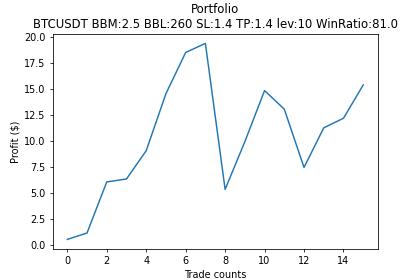 Portfolio
BTCUSDT BBM:2.5 BBL:260 SL:1.4 TP:1.4 lev:10 WinRatio:81.0
20.0
17.5
15.0
12.5
10.0
7.5
5.0
2.5
0.0
Profit ($)
0 2 4 6 8 10 12 14
Trade counts